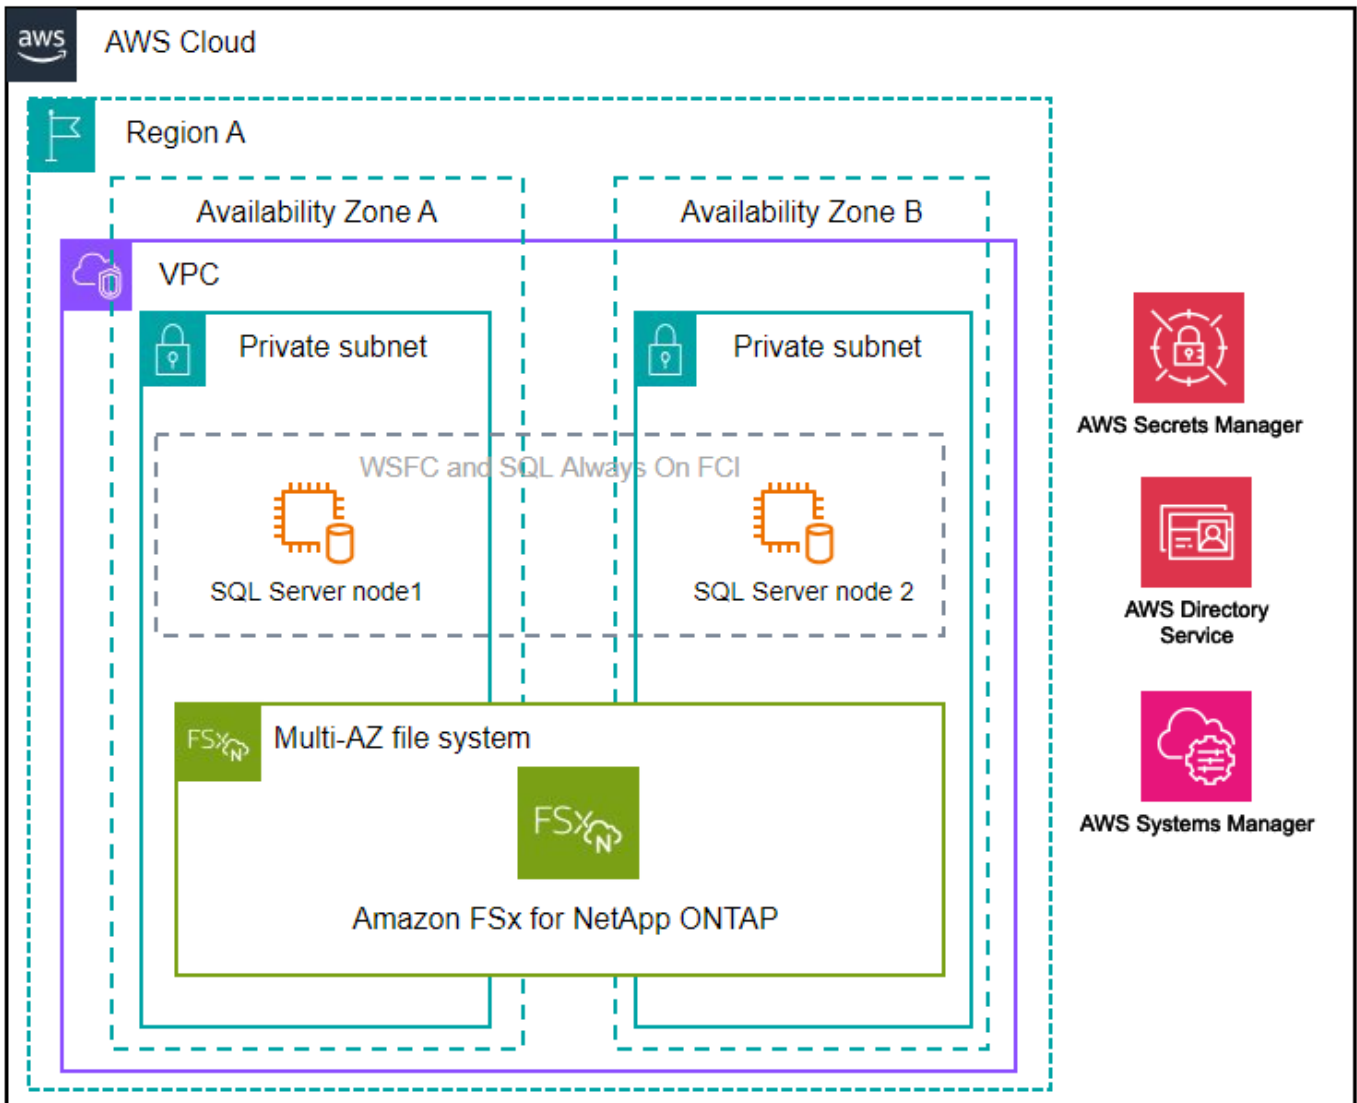 aws
AWS Cloud
Region A
Availability Zone A
Availability Zone B
VPC
Private subnet
Private subnet
WSFC and SQL Always On FCI
SQL Server node1
SQL Server node 2
FSx N
Multi-AZ file system
FSx N
Amazon FSx for NetApp ONTAP
AWS Secrets Manager
AWS Directory
Service
AWS Systems Manager